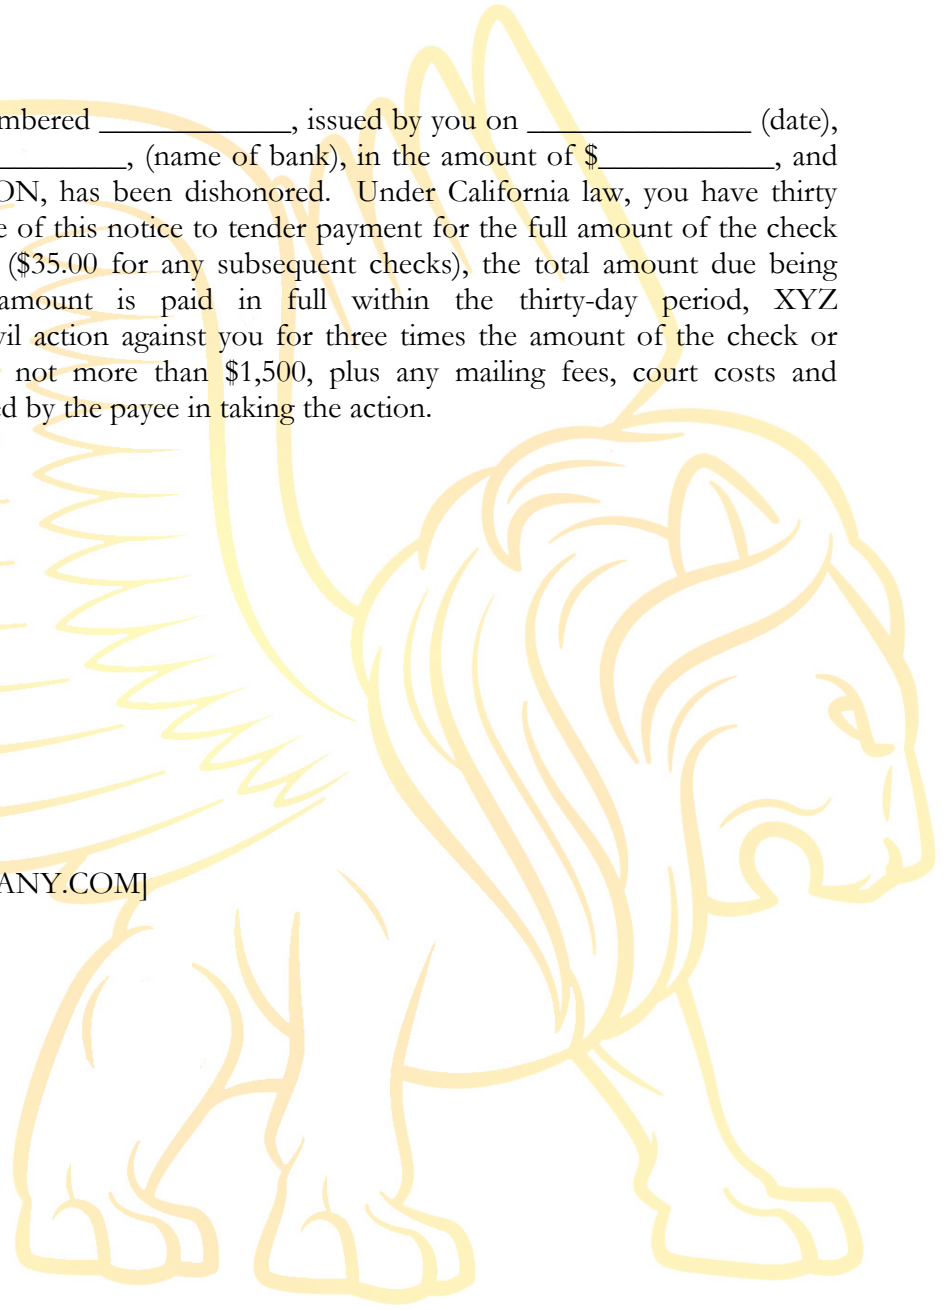 mbered ____________, issued by you on ______________ (date),
________, (name of bank), in the amount of $___________, and
ON, has been dishonored. Under California law, you have thirty
e of this notice to tender payment for the full amount of the check
($35.00 for any subsequent checks), the total amount due being
amount is paid in full within the thirty-day period, XYZ
vil action against you for three times the amount of the check or
not more than $1,500, plus any mailing fees, court costs and
ed by the payee in taking the action.
ANY.COM]